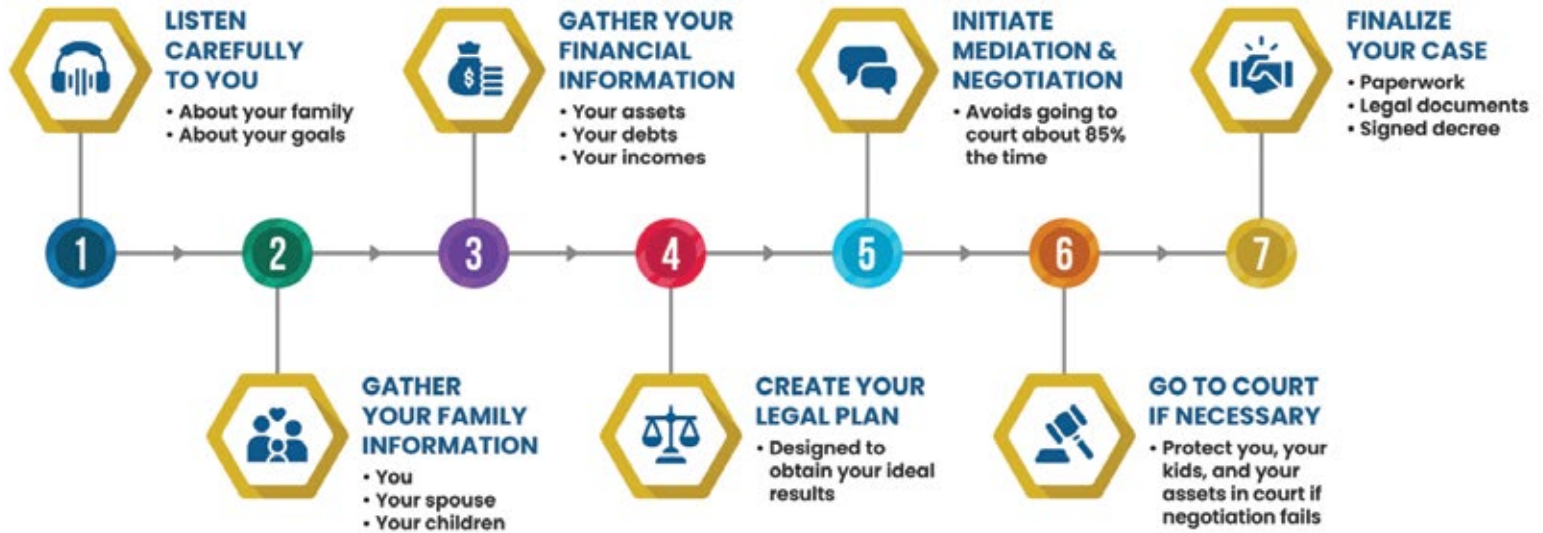 LISTEN
CAREFULLY
TO YOU
• About your family
• About your goals
1
2
GATHER
YOUR FAMILY
INFORMATION
• You
• Your spouse
• Your children
GATHER YOUR
FINANCIAL
INFORMATION
• Your assets
• Your debts
• Your incomes
3
4
CREATE YOUR
LEGAL PLAN
• Designed to
obtain your ideal
results
INITIATE
MEDIATION &
NEGOTIATION
• Avoids going to
court about 85%
the time
5
6
GO TO COURT
IF NECESSARY
• Protect you, your
kids, and your
assets in court if
negotiation fails
FINALIZE
YOUR CASE
• Paperwork
• Legal documents
• Signed decree
7